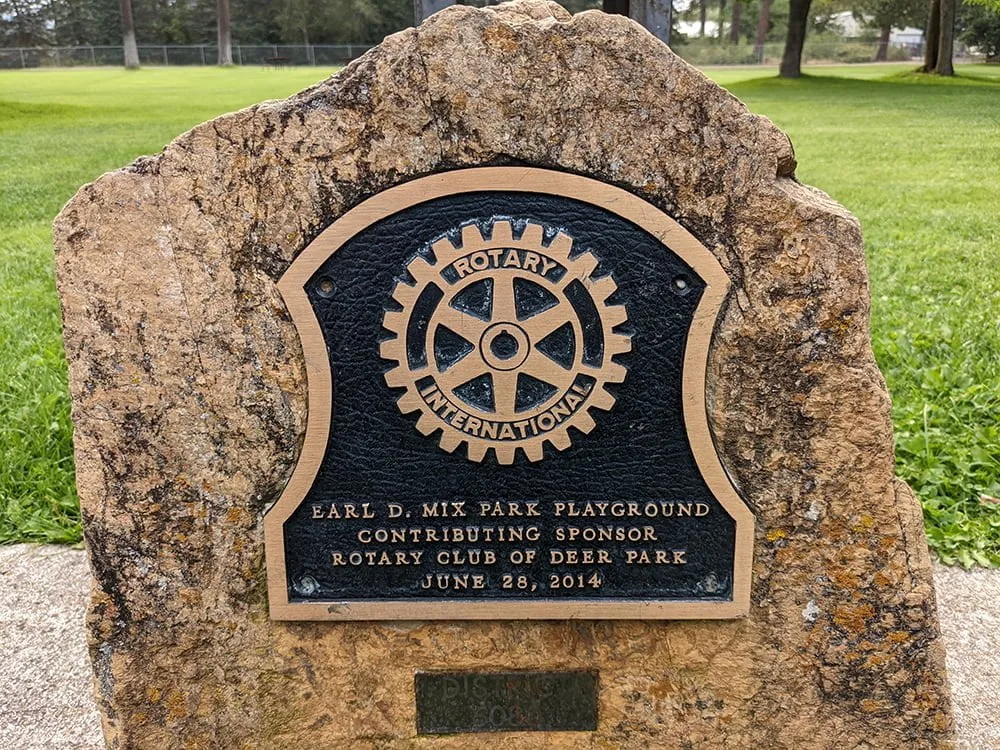 ROTARY
INTERNATIONAL
EARL D. MIX PARK PLAYGROUND
CONTRIBUTING SPONSOR
ROTARY CLUB OF DEER PARK
JUNE 28, 2014